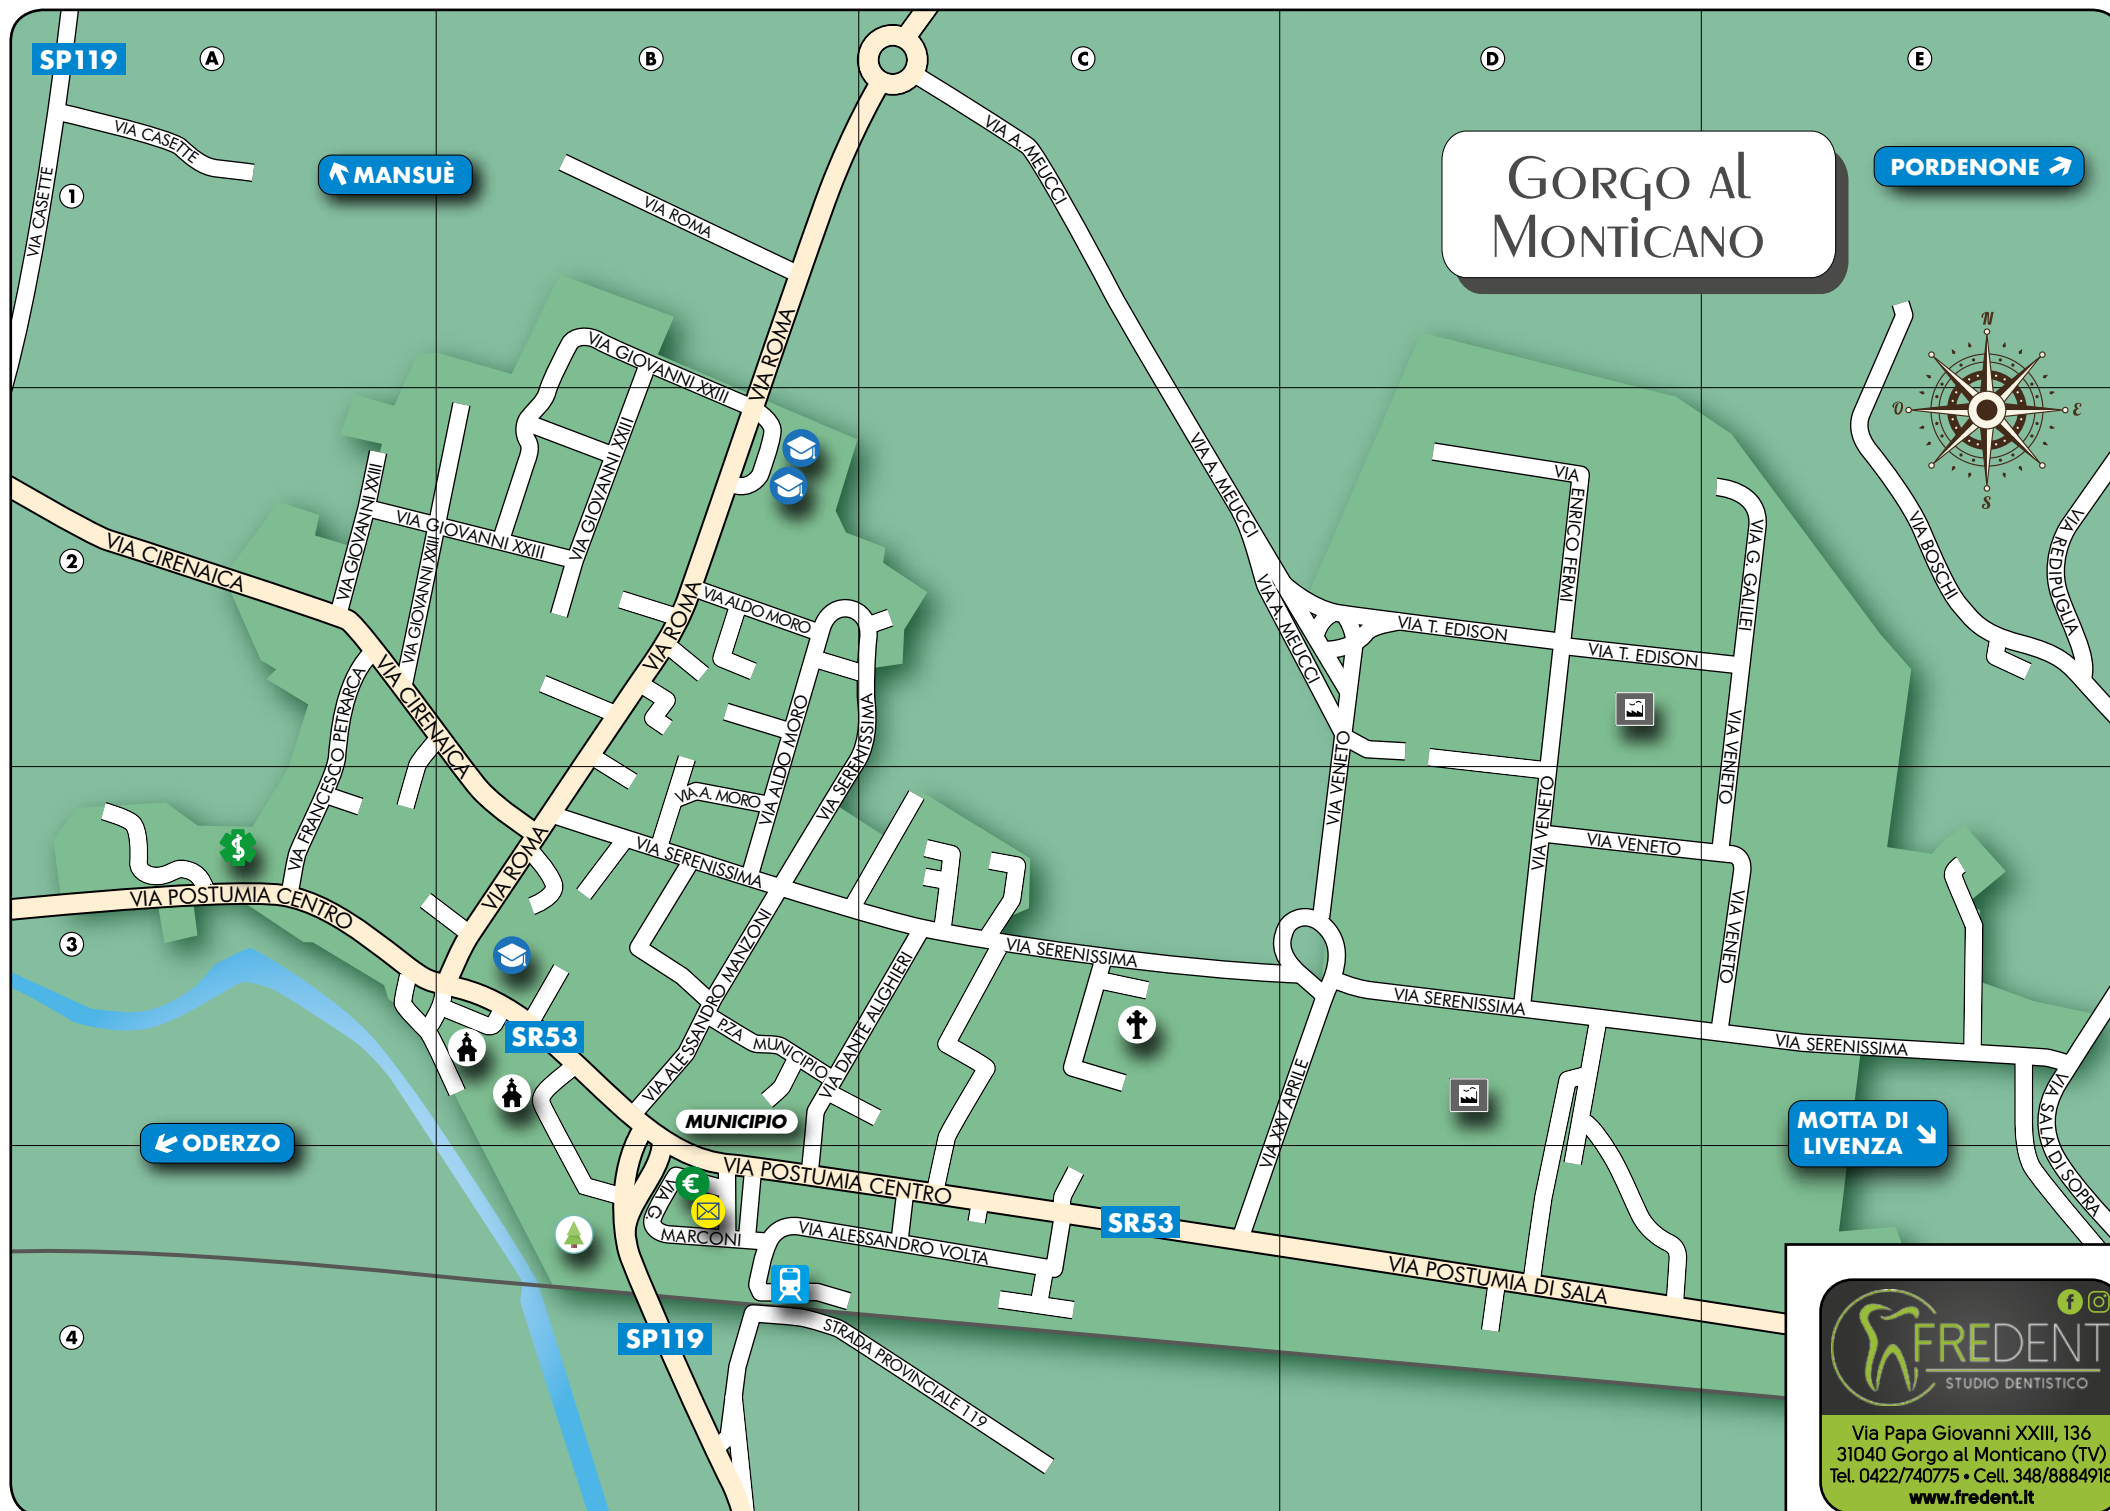 SP119
A
B
C
D
E
VIA CASETTE
VIA CASETTE
1
MANSUÈ
VIA ROMA
VIA A. MEUCCI
GORGO AL
MONTICANO
PORDENONE
N
O
E
S
VIA GIOVANNI XXIII
VIA ROMA
VIA GIOVANNI XXIII
VIA GIOVANNI XXIII
VIA GIOVANNI XXIII
VIA GIOVANNI XXIII
VIA A. MEUCCI
VIA ENRICO FERMI
VIA G. GALILEI
VIA BOSCHI
VIA REDIPUGLIA
2
VIA CIRENAICA
VIA ROMA
VIA ALDO MORO
VIA A. MEUCCI
VIA T. EDISON
VIA T. EDISON
VIA FRANCESCO PETRARCA
VIA CIRENAICA
VIA ALDO MORO
VIA SERENISSIMA
VIA A. MORO
VIA VENETO
VIA VENETO
VIA VENETO
VIA VENETO
VIA VENETO
VIA POSTUMIA CENTRO
VIA ROMA
VIA SERENISSIMA
3
VIA ALESSANDRO MANZONI
VIA DANTE ALIGHIERI
VIA SERENISSIMA
VIA SERENISSIMA
VIA SERENISSIMA
SR53
P.ZA MUNICIPIO
MUNICIPIO
VIA XXV APRILE
VIA SALA DI SOPRA
ODERZO
MOTTA DI
LIVENZA
VIA POSTUMIA CENTRO
€
VIA G. MARCONI
VIA ALESSANDRO VOLTA
SR53
VIA POSTUMIA DI SALA
4
SP119
STRADA PROVINCIALE 119
f
FREDENT
STUDIO DENTISTICO
Via Papa Giovanni XXIII, 136
31040 Gorgo al Monticano (TV)
Tel. 0422/740775 • Cell. 348/8884918
www.fredent.it